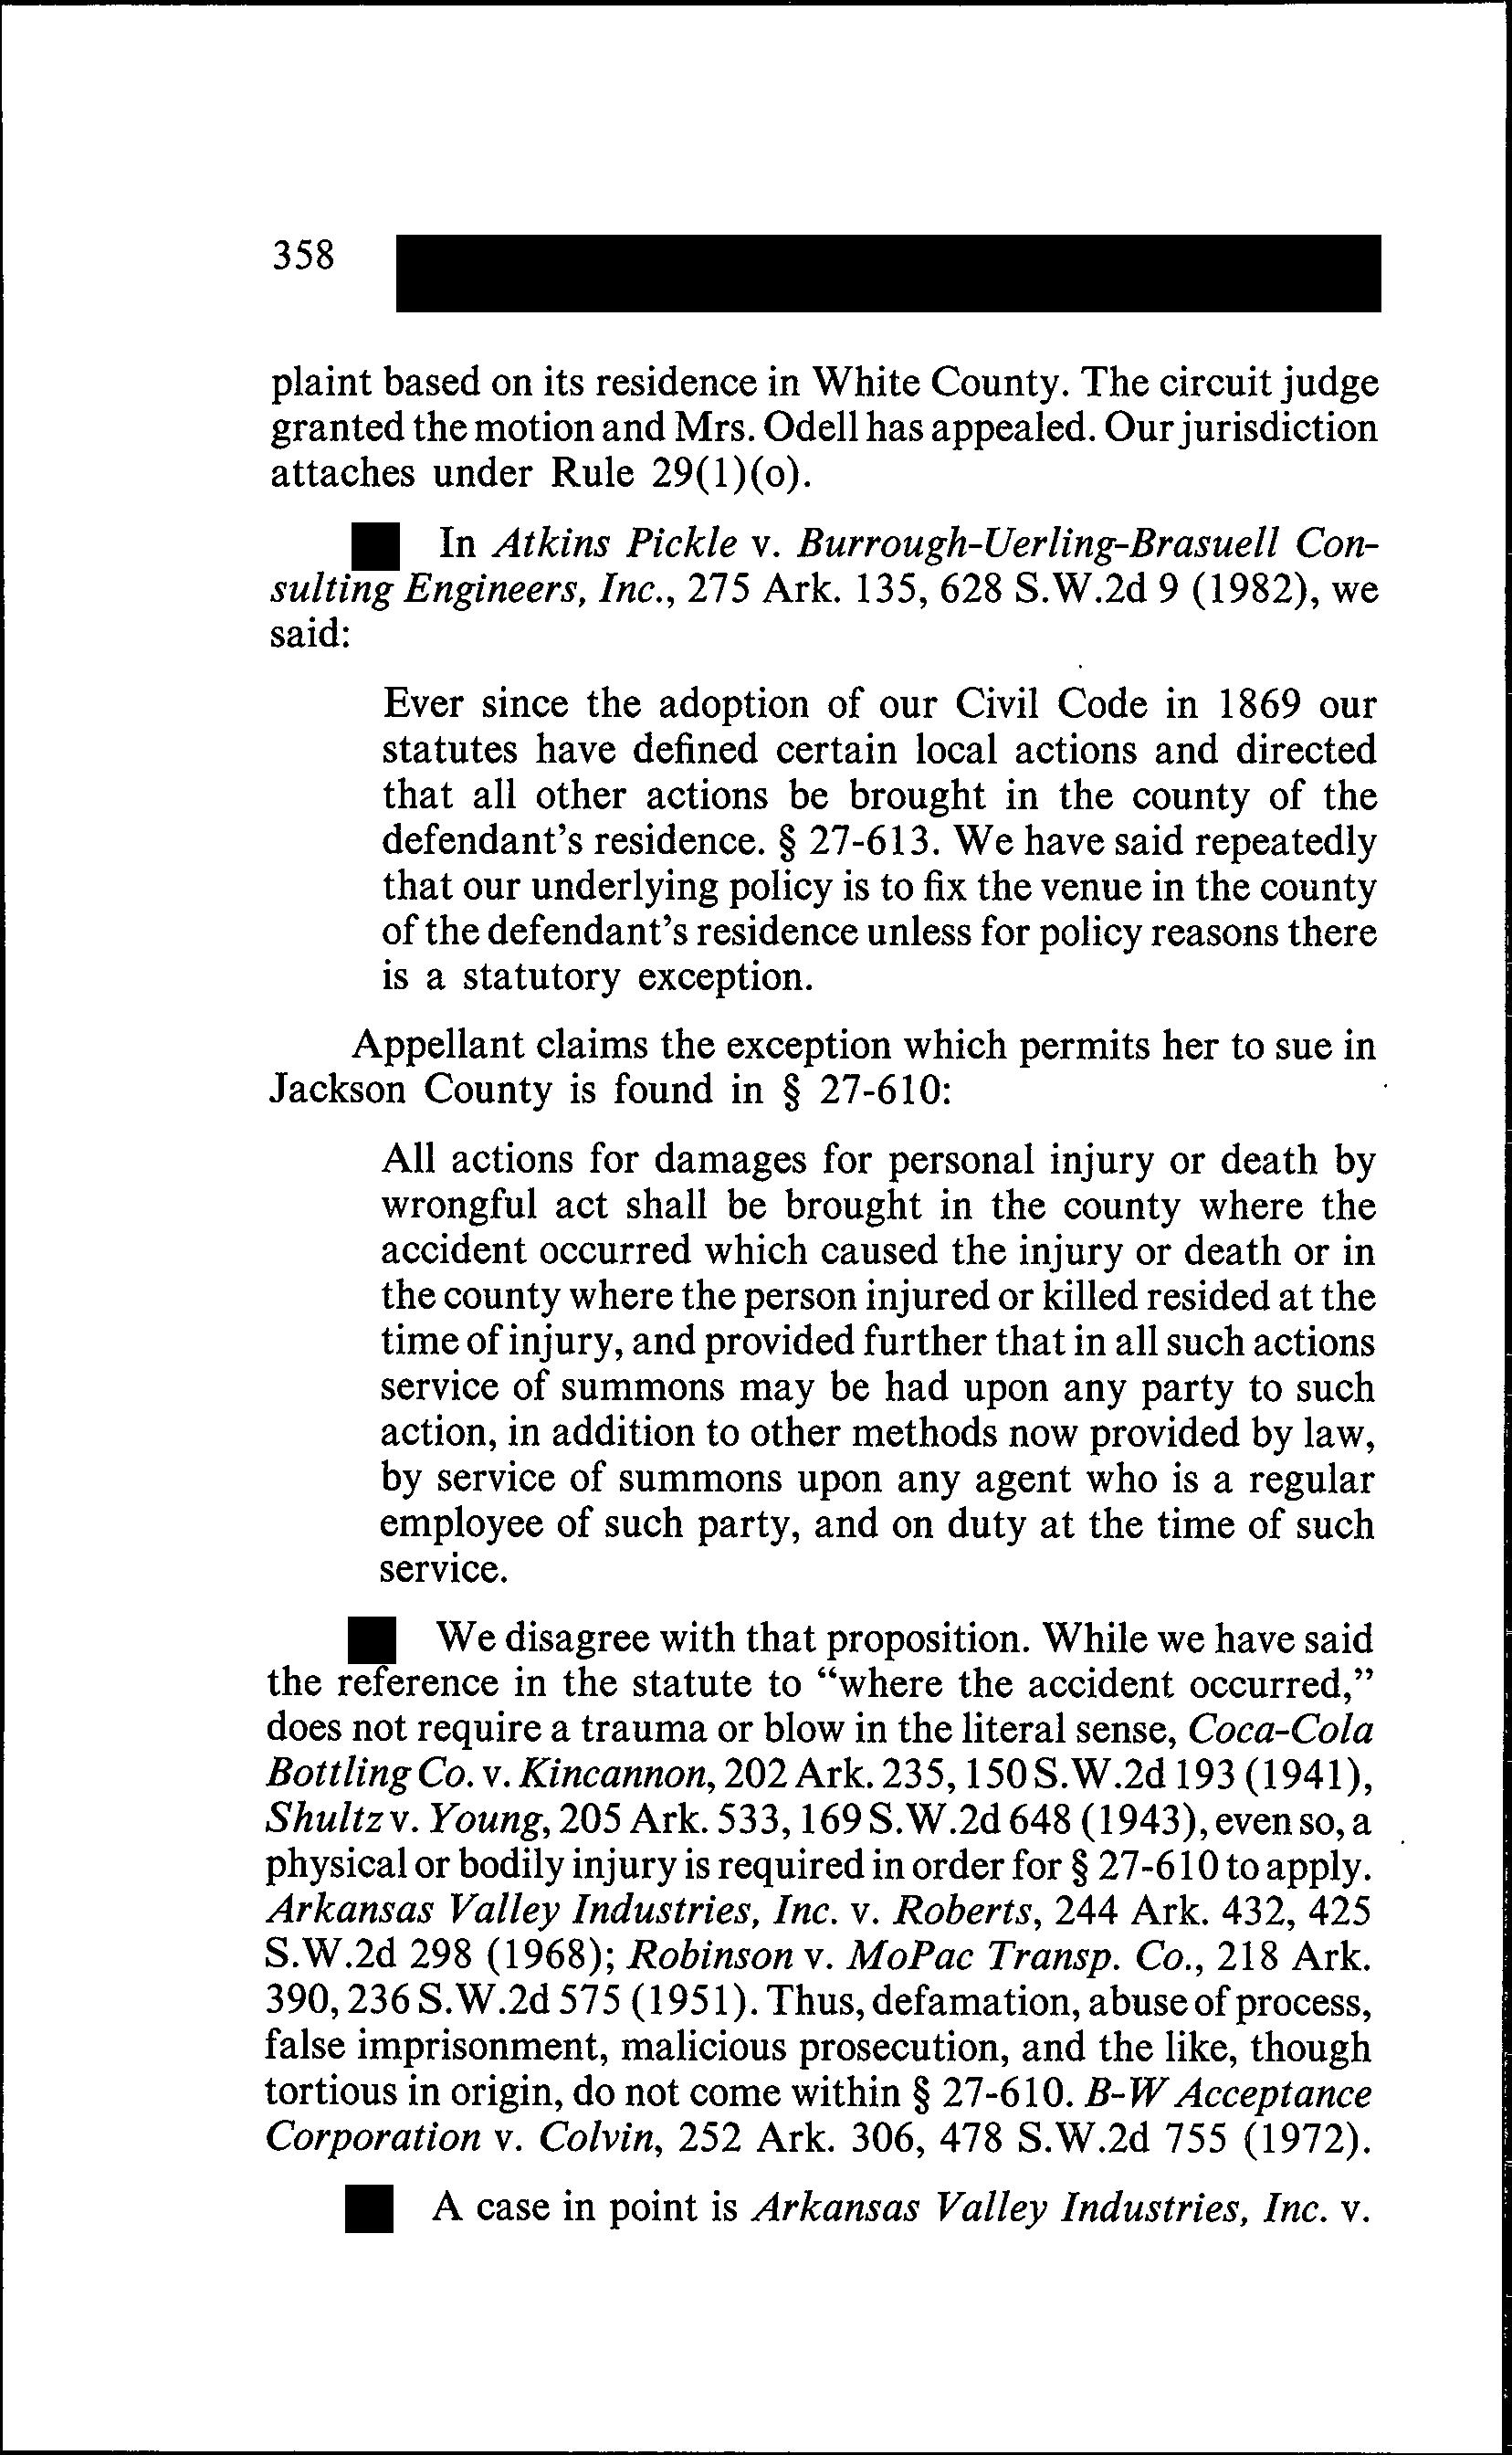 358
plaint based on its residence in White County. The circuit judge
granted the motion and Mrs. Odell has appealed. Our jurisdiction
attaches under Rule 29(1)(o).
In Atkins Pickle v. Burrough-Uerling-Brasuell Con-
sulting Engineers, Inc., 275 Ark. 135, 628 S.W.2d 9 (1982), we
said:
Ever since the adoption of our Civil Code in 1869 our
statutes have defined certain local actions and directed
that all other actions be brought in the county of the
defendant's residence. § 27-613. We have said repeatedly
that our underlying policy is to fix the venue in the county
of the defendant's residence unless for policy reasons there
is a statutory exception.
Appellant claims the exception which permits her to sue in
Jackson County is found in § 27-610:
All actions for damages for personal injury or death by
wrongful act shall be brought in the county where the
accident occurred which caused the injury or death or in
the county where the person injured or killed resided at the
time of injury, and provided further that in all such actions
service of summons may be had upon any party to such
action, in addition to other methods now provided by law,
by service of summons upon any agent who is a regular
employee of such party, and on duty at the time of such
service.
We disagree with that proposition. While we have said
the reference in the statute to “where the accident occurred,”
does not require a trauma or blow in the literal sense, Coca-Cola
Bottling Co. v. Kincannon, 202 Ark. 235, 150 S.W.2d 193 (1941),
Shultz v. Young, 205 Ark. 533, 169 S.W.2d 648 (1943), even so, a
physical or bodily injury is required in order for § 27-610 to apply.
Arkansas Valley Industries, Inc. v. Roberts, 244 Ark. 432, 425
S.W.2d 298 (1968); Robinson v. MoPac Transp. Co., 218 Ark.
390, 236 S.W.2d 575 (1951). Thus, defamation, abuse of process,
false imprisonment, malicious prosecution, and the like, though
tortious in origin, do not come within § 27-610. B-W Acceptance
Corporation v. Colvin, 252 Ark. 306, 478 S.W.2d 755 (1972).
A case in point is Arkansas Valley Industries, Inc. v.